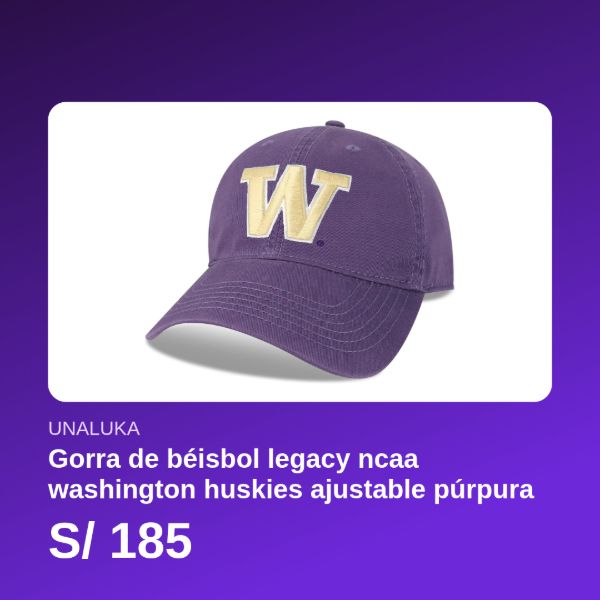 W
UNALUKA
Gorra de béisbol legacy ncaa
washington huskies ajustable púrpura
S/ 185